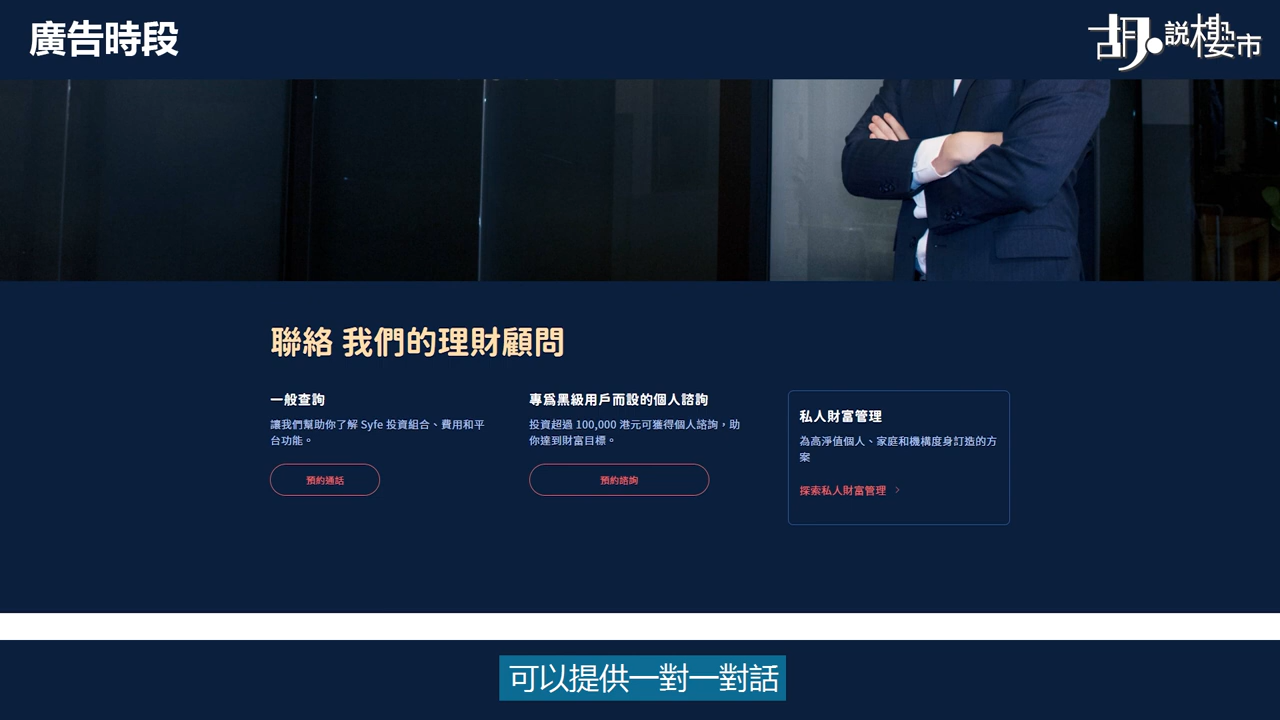 廣告時段
胡.説樓市
聯絡 我們的理財顧問
一般查詢
讓我們幫助你了解 Syfe 投資組合、費用和平
台功能。
預約通話
專為黑級用戶而設的個人諮詢
投資超過 100,000 港元可獲得個人諮詢，助
你達到財富目標。
預約諮詢
私人財富管理
為高淨值個人、家庭和機構度身訂造的方
案
探索私人財富管理 >
可以提供一對一對話